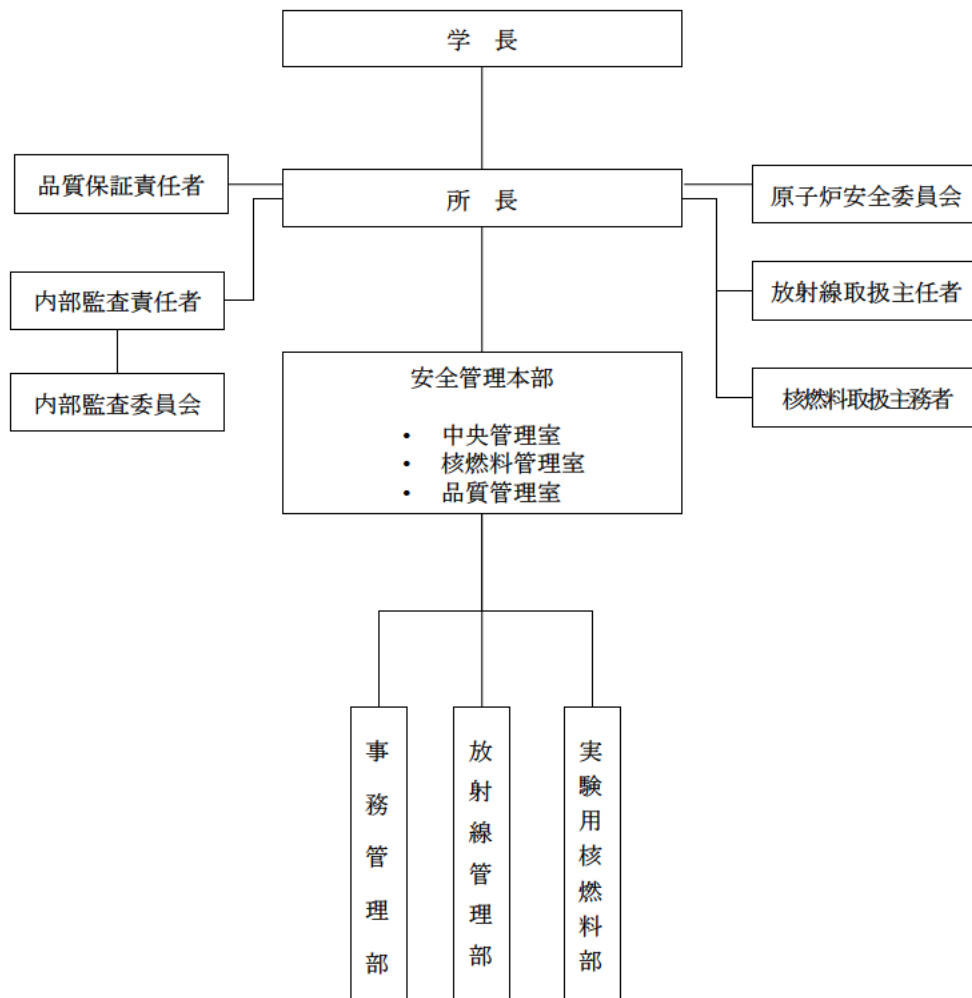 学 長
品質保証責任者
所 長
原子炉安全委員会
内部監査責任者
放射線取扱主任者
内部監査委員会
核燃料取扱主務者
安全管理本部
• 中央管理室
• 核燃料管理室
• 品質管理室
事務管理部
放射線管理部
実験用核燃料部